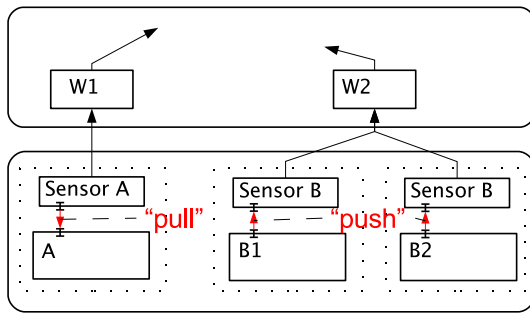 W1
W2
Sensor A
Sensor B
Sensor B
“pull”
“push”
A
B1
B2